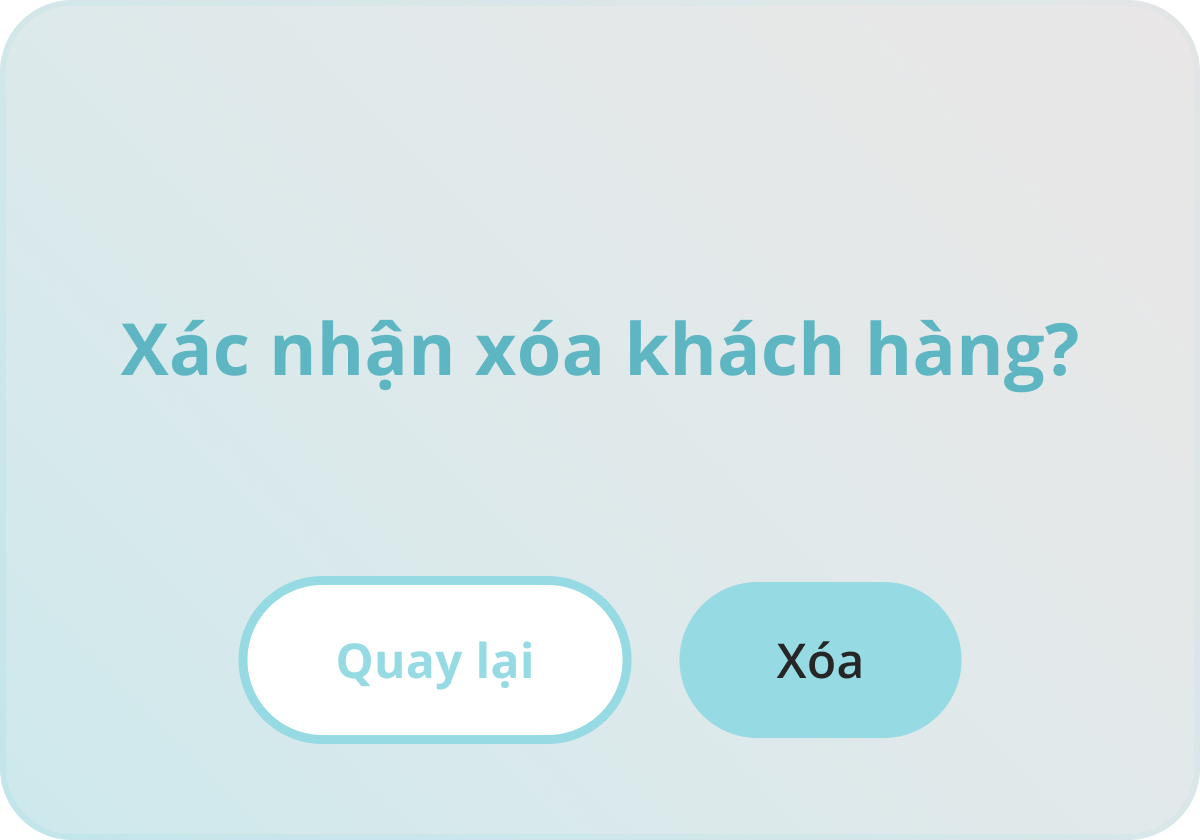 Xác nhận xóa khách hàng?
Quay lại
Xóa